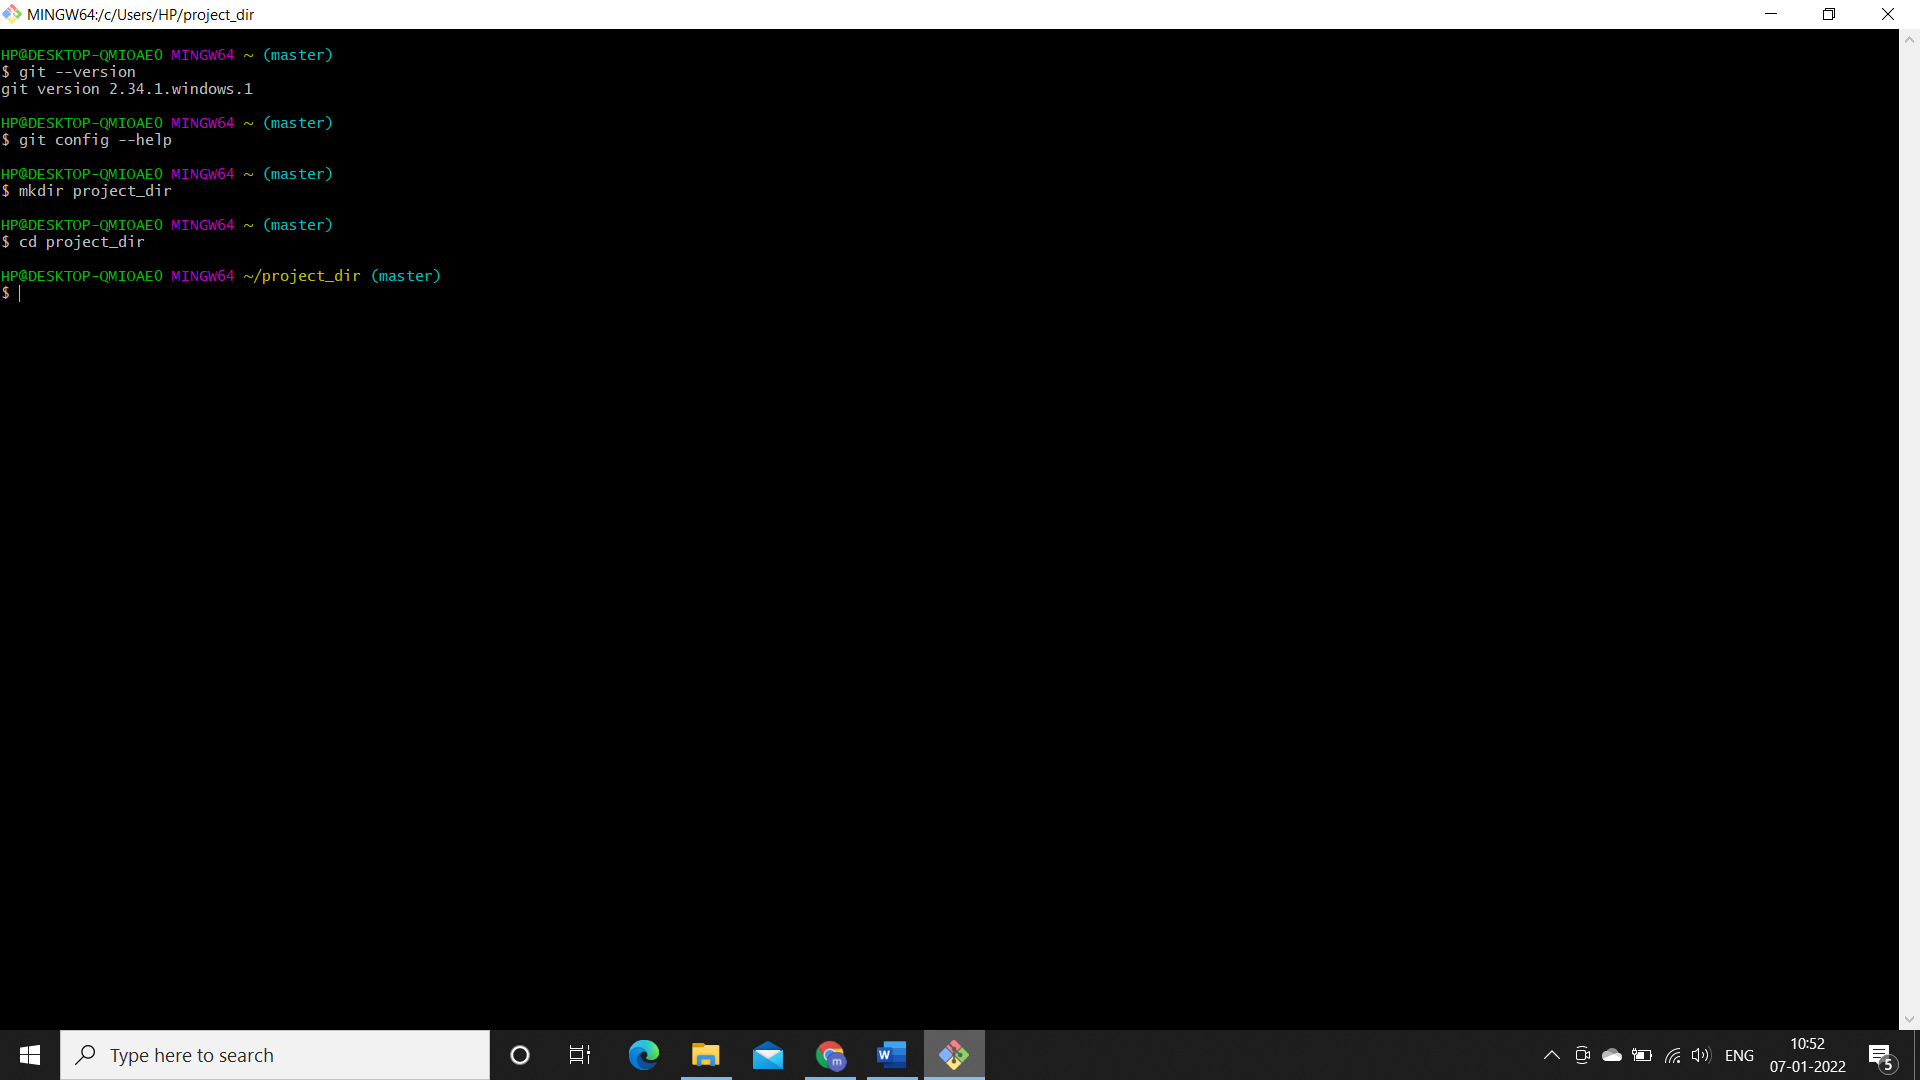 MINGW64:/c/Users/HP/project_dir
HP@DESKTOP-QMIOAEO MINGW64 ~ (master)
$ git --version
git version 2.34.1.windows.1
HP@DESKTOP-QMIOAEO MINGW64 ~ (master)
$ git config --help
HP@DESKTOP-QMIOAEO MINGW64 ~ (master)
$ mkdir project_dir
HP@DESKTOP-QMIOAEO MINGW64 ~ (master)
$ cd project_dir
HP@DESKTOP-QMIOAEO MINGW64 ~/project_dir (master)
$
Type here to search
m
W
ENG
10:52
07-01-2022
5